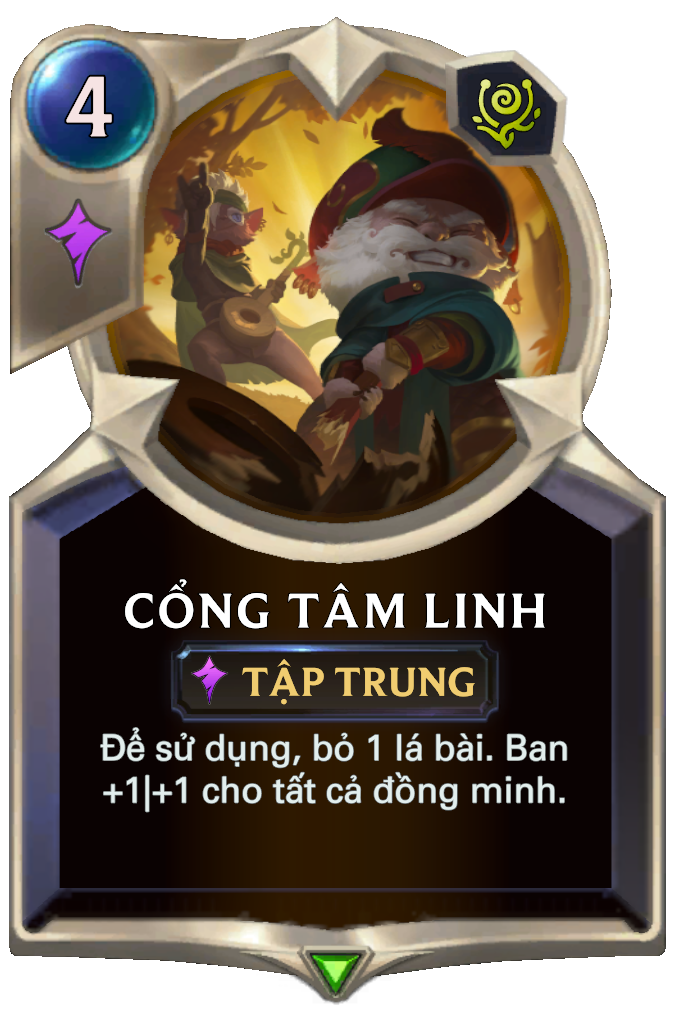 4
CỔNG TÂM LINH
TẬP TRUNG
Để sử dụng, bỏ 1 lá bài. Ban
+1|+1 cho tất cả đồng minh.